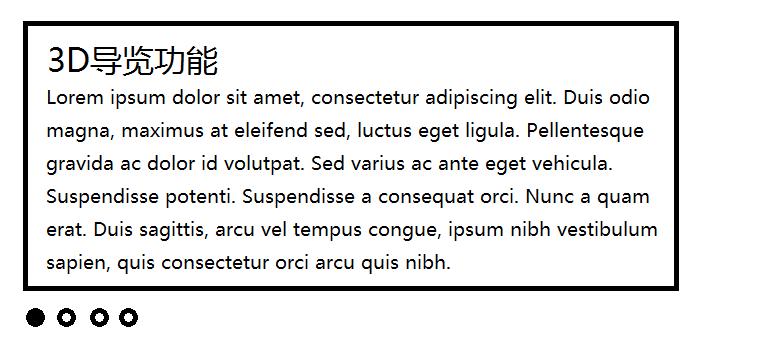 3D导览功能
Lorem ipsum dolor sit amet, consectetur adipiscing elit. Duis odio
magna, maximus at eleifend sed, luctus eget ligula. Pellentesque
gravida ac dolor id volutpat. Sed varius ac ante eget vehicula.
Suspendisse potenti. Suspendisse a consequat orci. Nunc a quam
erat. Duis sagittis, arcu vel tempus congue, ipsum nibh vestibulum
sapien, quis consectetur orci arcu quis nibh.